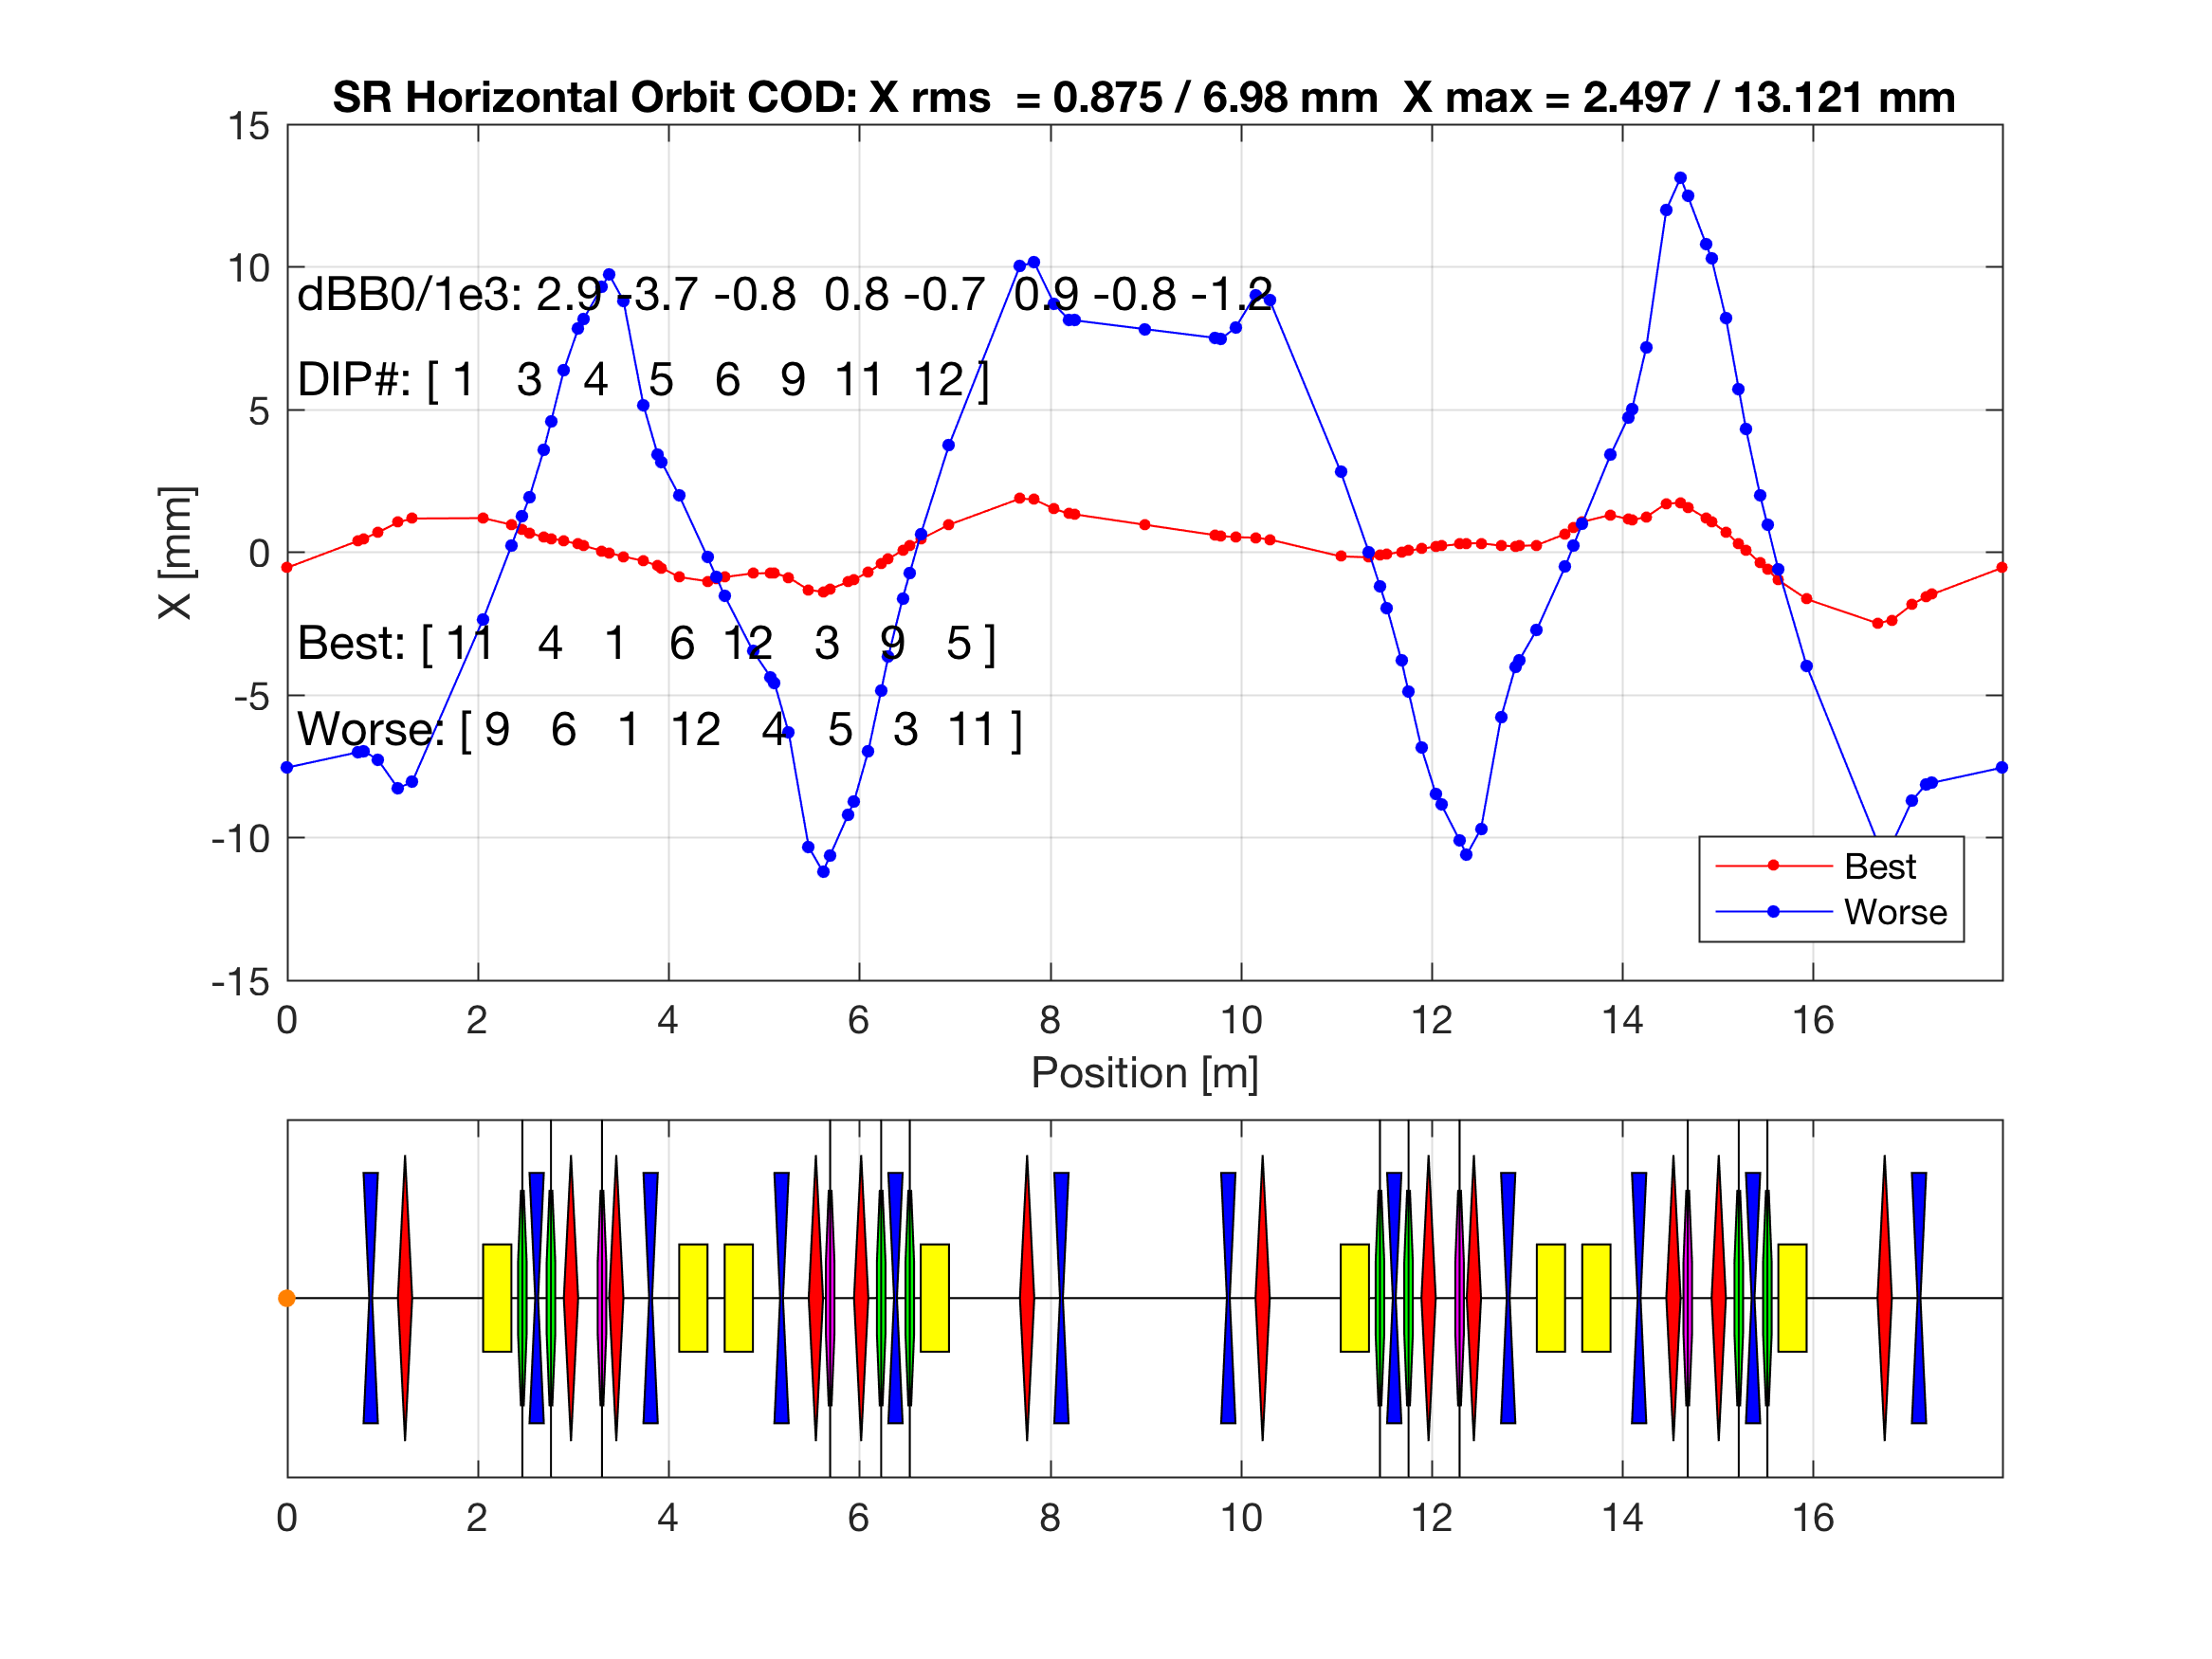 SR Horizontal Orbit COD: X rms = 0.875 / 6.98 mm X max = 2.497 / 13.121 mm
15
10
5
0
-5
-10
-15
X [mm]
dBB0/1e3: 2.9 -3.7 -0.8 0.8 -0.7 0.9 -0.8 -1.2
DIP#: [ 1 3 4 5 6 9 11 12 ]
Best: [ 11 4 1 6 12 3 9 5 ]
Worse: [ 9 6 1 12 4 5 3 11 ]
Best
Worse
0 2 4 6 8 10 12 14 16
Position [m]
0 2 4 6 8 10 12 14 16